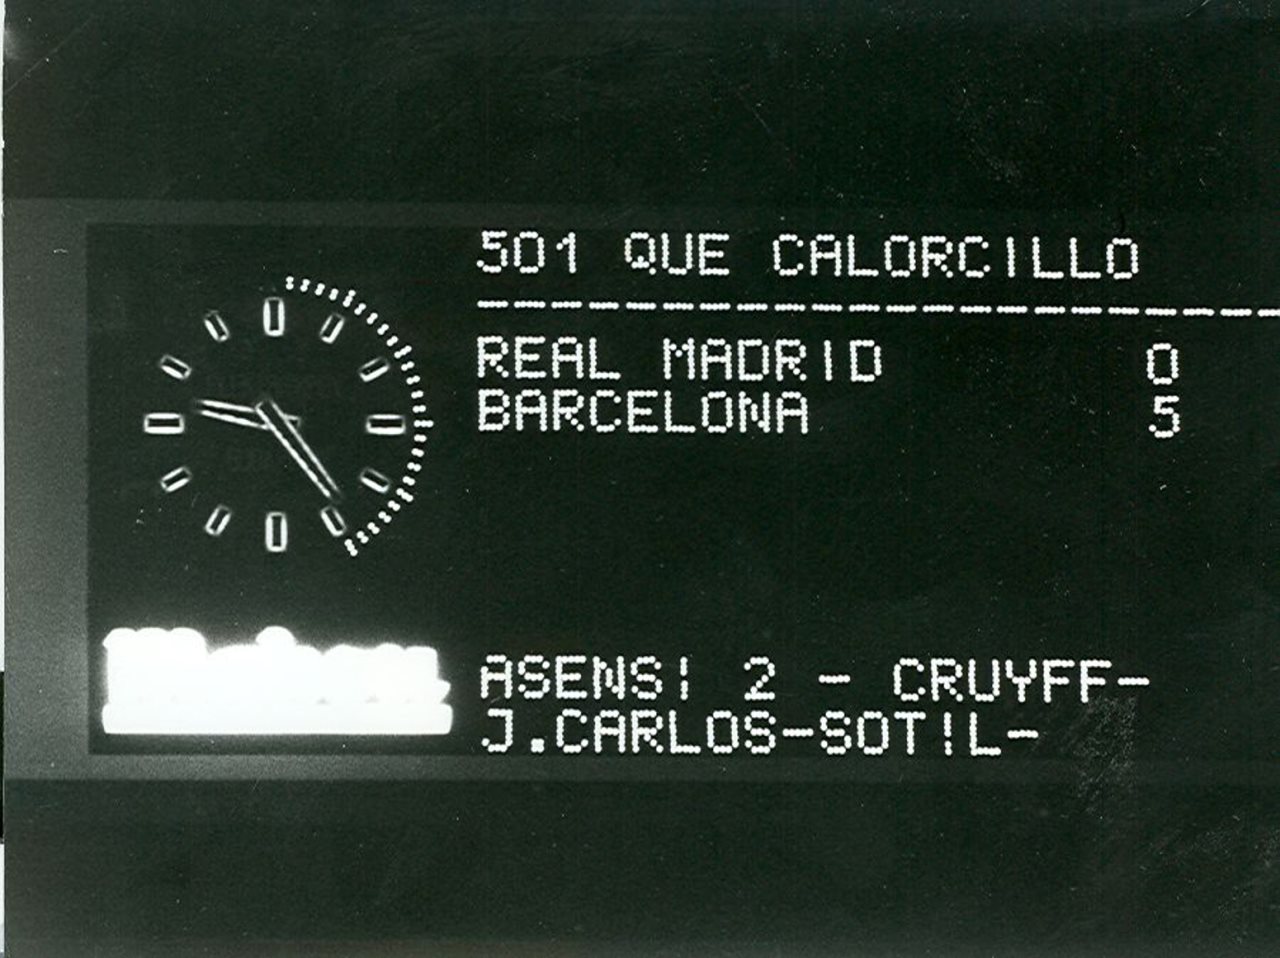 501 QUE CALORCILLO
REAL MADRID 0
BARCELONA 5
ASENSI 2 - CRUYFF-
J.CARLOS-SOTIL-